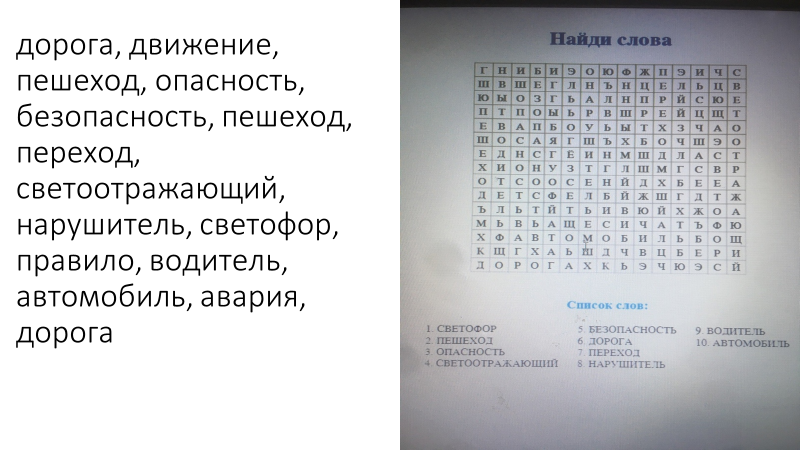 дорога, движение,
пешеход, опасность,
безопасность, пешеход,
переход,
светоотражающий,
нарушитель, светофор,
правило, водитель,
автомобиль, авария,
дорога
Найди слова
Г Н И Б И Э О Ю Ф Ж П Э И Ч С
Ш В Ш Е Г Л Н Ъ Н Ц Е Л Ь Ц В
Ю Ы О З Г Ь А Л Н П Р Й С Ю Е
П Т П О Ы Ь Р В Ш Р Е Й Ц Щ Т
Е В А П Б О У Ь Ы Т Х З Ч А О
Ш О С А Я Г Ш Ъ Х Б О Ч Ш Э О
Е Д Н С Г Ё И Н М Ш Д Л А С Т
Х И О Н У З Т Г Л Ш М Г С В Р
О Т С О О С Е Н Й Д Х Б Е Е А
Д Е Т С Ф Е Л Б Й Ж Ш Г Д Т Ж
Ъ Л Ь Т Й Т Ь И В Ю Й Х Ж О А
М Ь В Ь А Щ Е С И Ч А Т Ъ Ф Ю
Х Ф А В Т О М О Б И Л Ь Б О Щ
К Щ Г Х А Ь Ш Д Ч В Ц Б Е Р И
Д О Р О Г А Х К Ь Э Ч Ю Э С Й
Список слов:
1. СВЕТОФОР
2. ПЕШЕХОД
3. ОПАСНОСТЬ
4. СВЕТООТРАЖАЮЩИЙ
5. БЕЗОПАСНОСТЬ
6. ДОРОГА
7. ПЕРЕХОД
8. НАРУШИТЕЛЬ
9. ВОДИТЕЛЬ
10. АВТОМОБИЛЬ